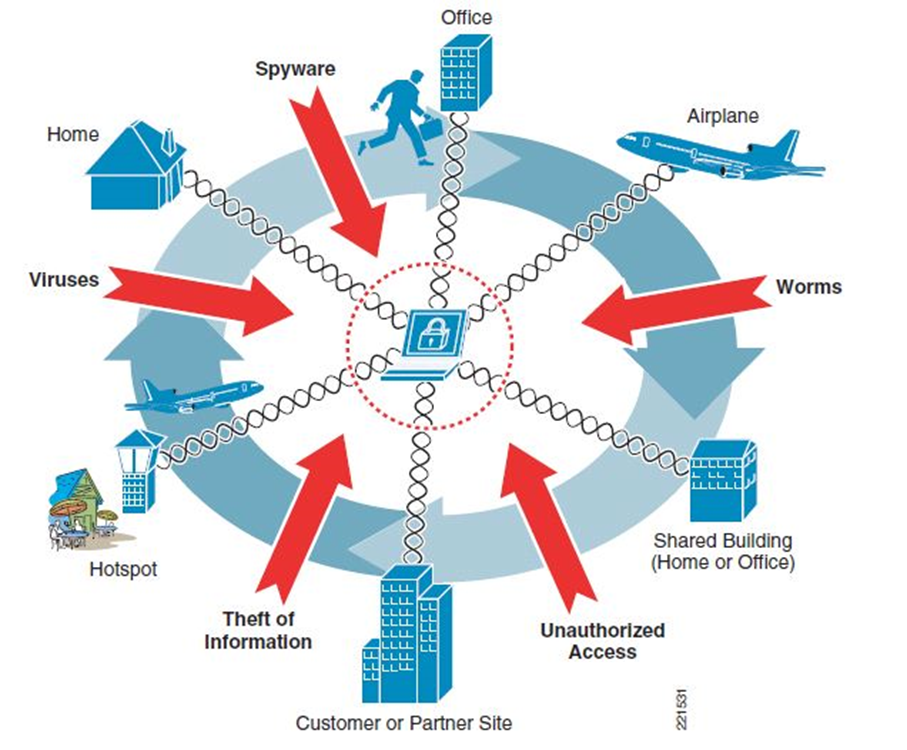 Office
Spyware
Airplane
Home
Viruses
Worms
Shared Building
(Home or Office)
Hotspot
Theft of
Information
Unauthorized
Access
221531
Customer or Partner Site